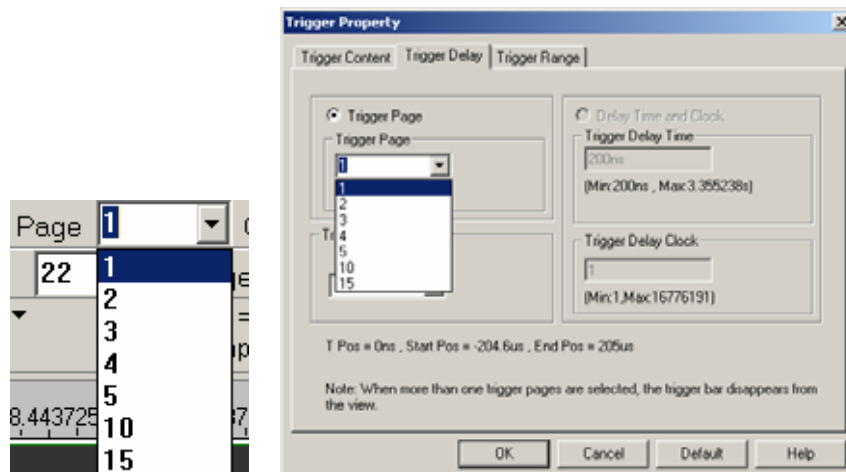 Page 1
22
1
2
3
4
5
10
15
8.443725
Trigger Property
Trigger Content Trigger Delay Trigger Range
Trigger Page
Trigger Page
1
1
2
3
4
5
10
15
Delay Time and Clock
Trigger Delay Time
200ns
(Min:200ns , Max:3.355238s)
Trigger Delay Clock
1
(Min:1,Max:16776191)
T Pos = 0ns , Start Pos = -204.6us , End Pos = 205us
Note: When more than one trigger pages are selected, the trigger bar disappears from
the view.
OK Cancel Default Help